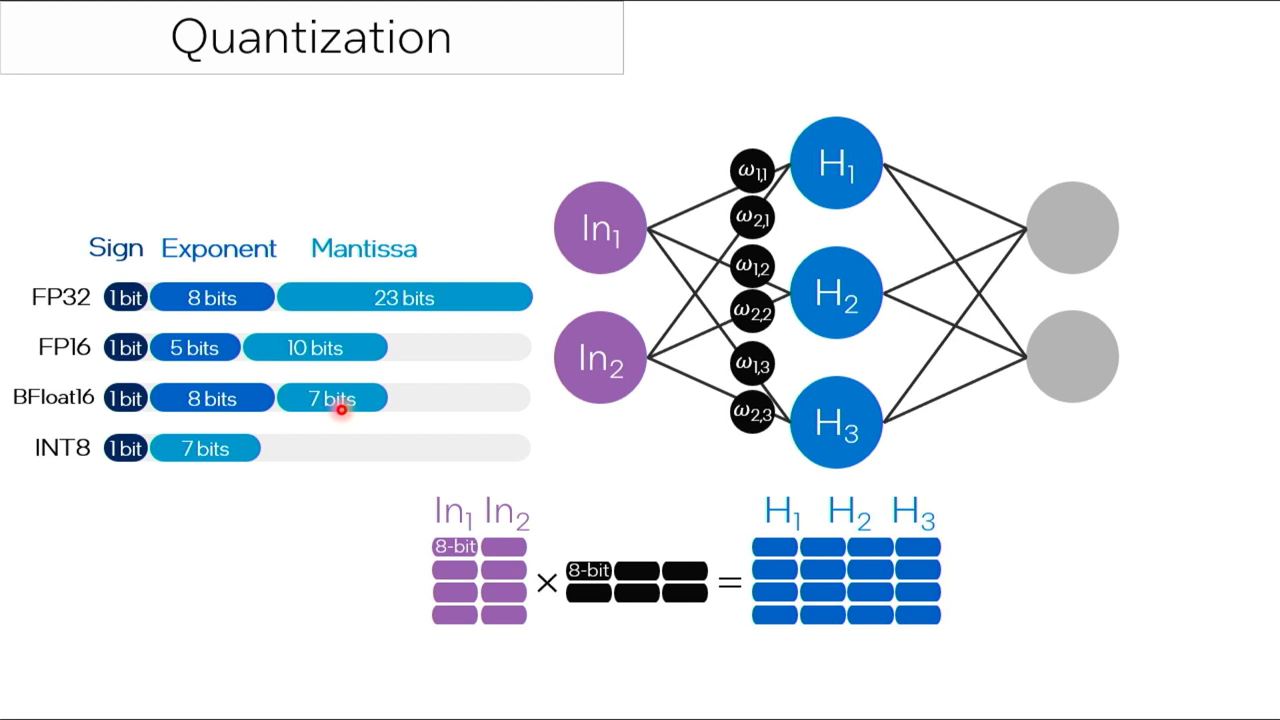 Quantization
Sign Exponent Mantissa
FP32 1 bit 8 bits 23 bits
FP16 1 bit 5 bits 10 bits
BFloat16 1 bit 8 bits 7 bits
INT8 1 bit 7 bits
In₁
In₂
ω₁,₁
ω₂,₁
ω₁,₂
ω₂,₂
ω₁,₃
ω₂,₃
H₁
H₂
H₃
In₁ In₂ H₁ H₂ H₃
8-bit
× 8-bit =